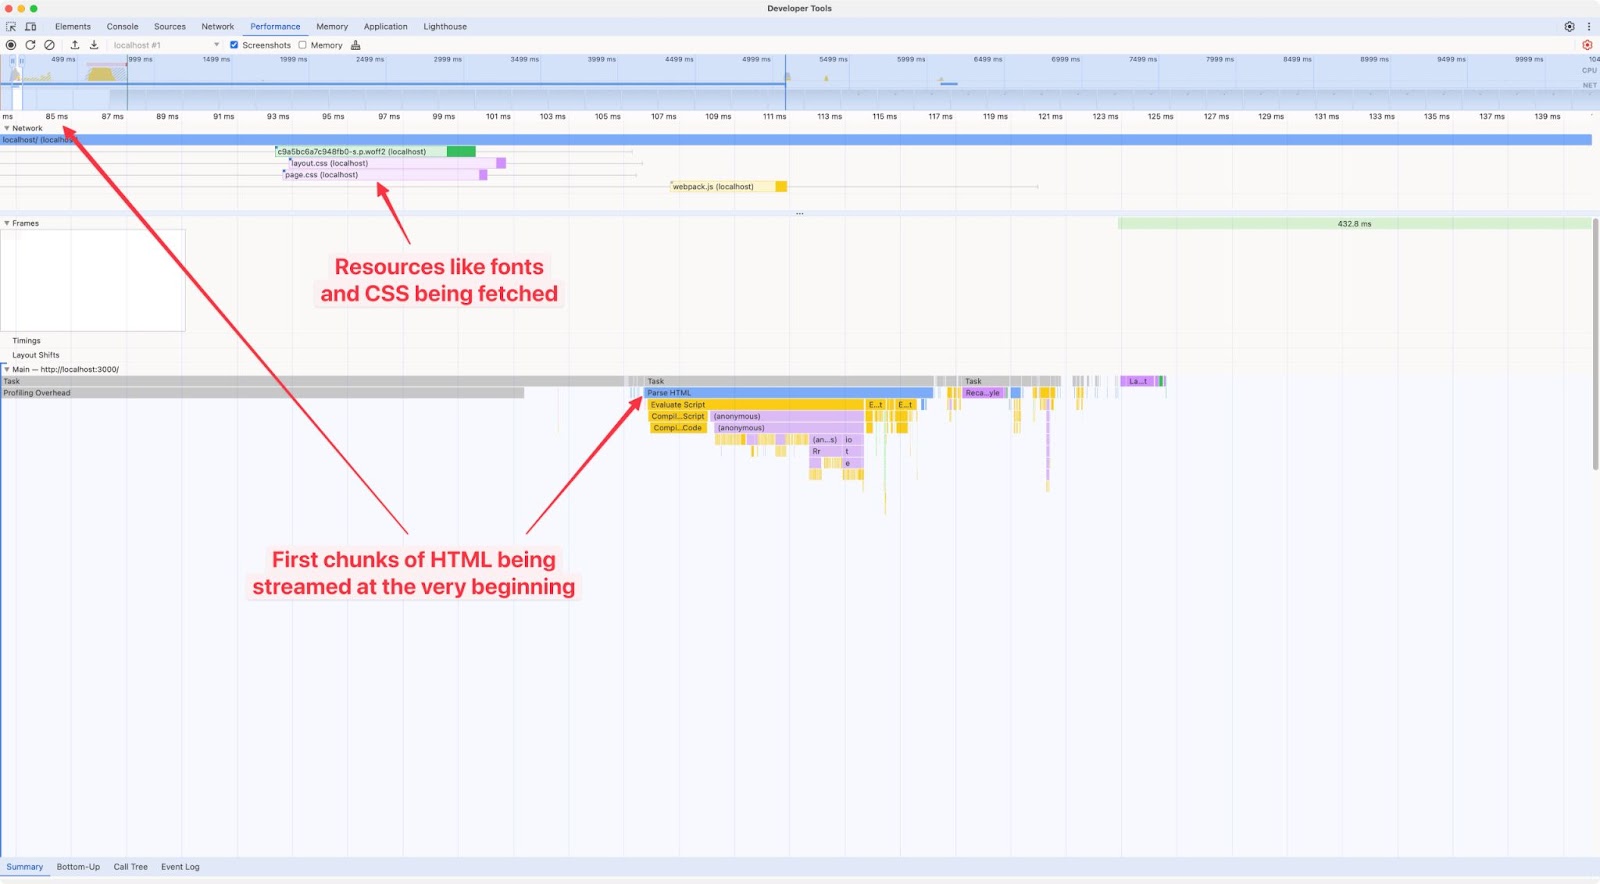 Developer Tools
Elements Console Sources Network Performance Memory Application Lighthouse
localhost #1 Screenshots Memory
499 ms 999 ms 1499 ms 1999 ms 2499 ms 2999 ms 3499 ms 3999 ms 4499 ms 4999 ms 5499 ms 5999 ms 6499 ms 6999 ms 7499 ms 7999 ms 8499 ms 8999 ms 9499 ms 9999 ms 104
CPU
NET
ms 85 ms 87 ms 89 ms 91 ms 93 ms 95 ms 97 ms 99 ms 101 ms 103 ms 105 ms 107 ms 109 ms 111 ms 113 ms 115 ms 117 ms 119 ms 121 ms 123 ms 125 ms 127 ms 129 ms 131 ms 133 ms 135 ms 137 ms 139 ms
Network
localhost/ (localhost)
c9a5bc6a7c948fb0-s.p.woff2 (localhost)
layout.css (localhost)
page.css (localhost)
webpack.js (localhost)
...
Frames
432.8 ms
Resources like fonts
and CSS being fetched
Timings
Layout Shifts
Main — http://localhost:3000/
Task Task Task La...t
Profiling Overhead Parse HTML Reca...yle
Evaluate Script E...t E...t
Compil...Script (anonymous)
Compi...Code (anonymous)
(an...s) io
Rr t
e
First chunks of HTML being
streamed at the very beginning
Summary Bottom-Up Call Tree Event Log